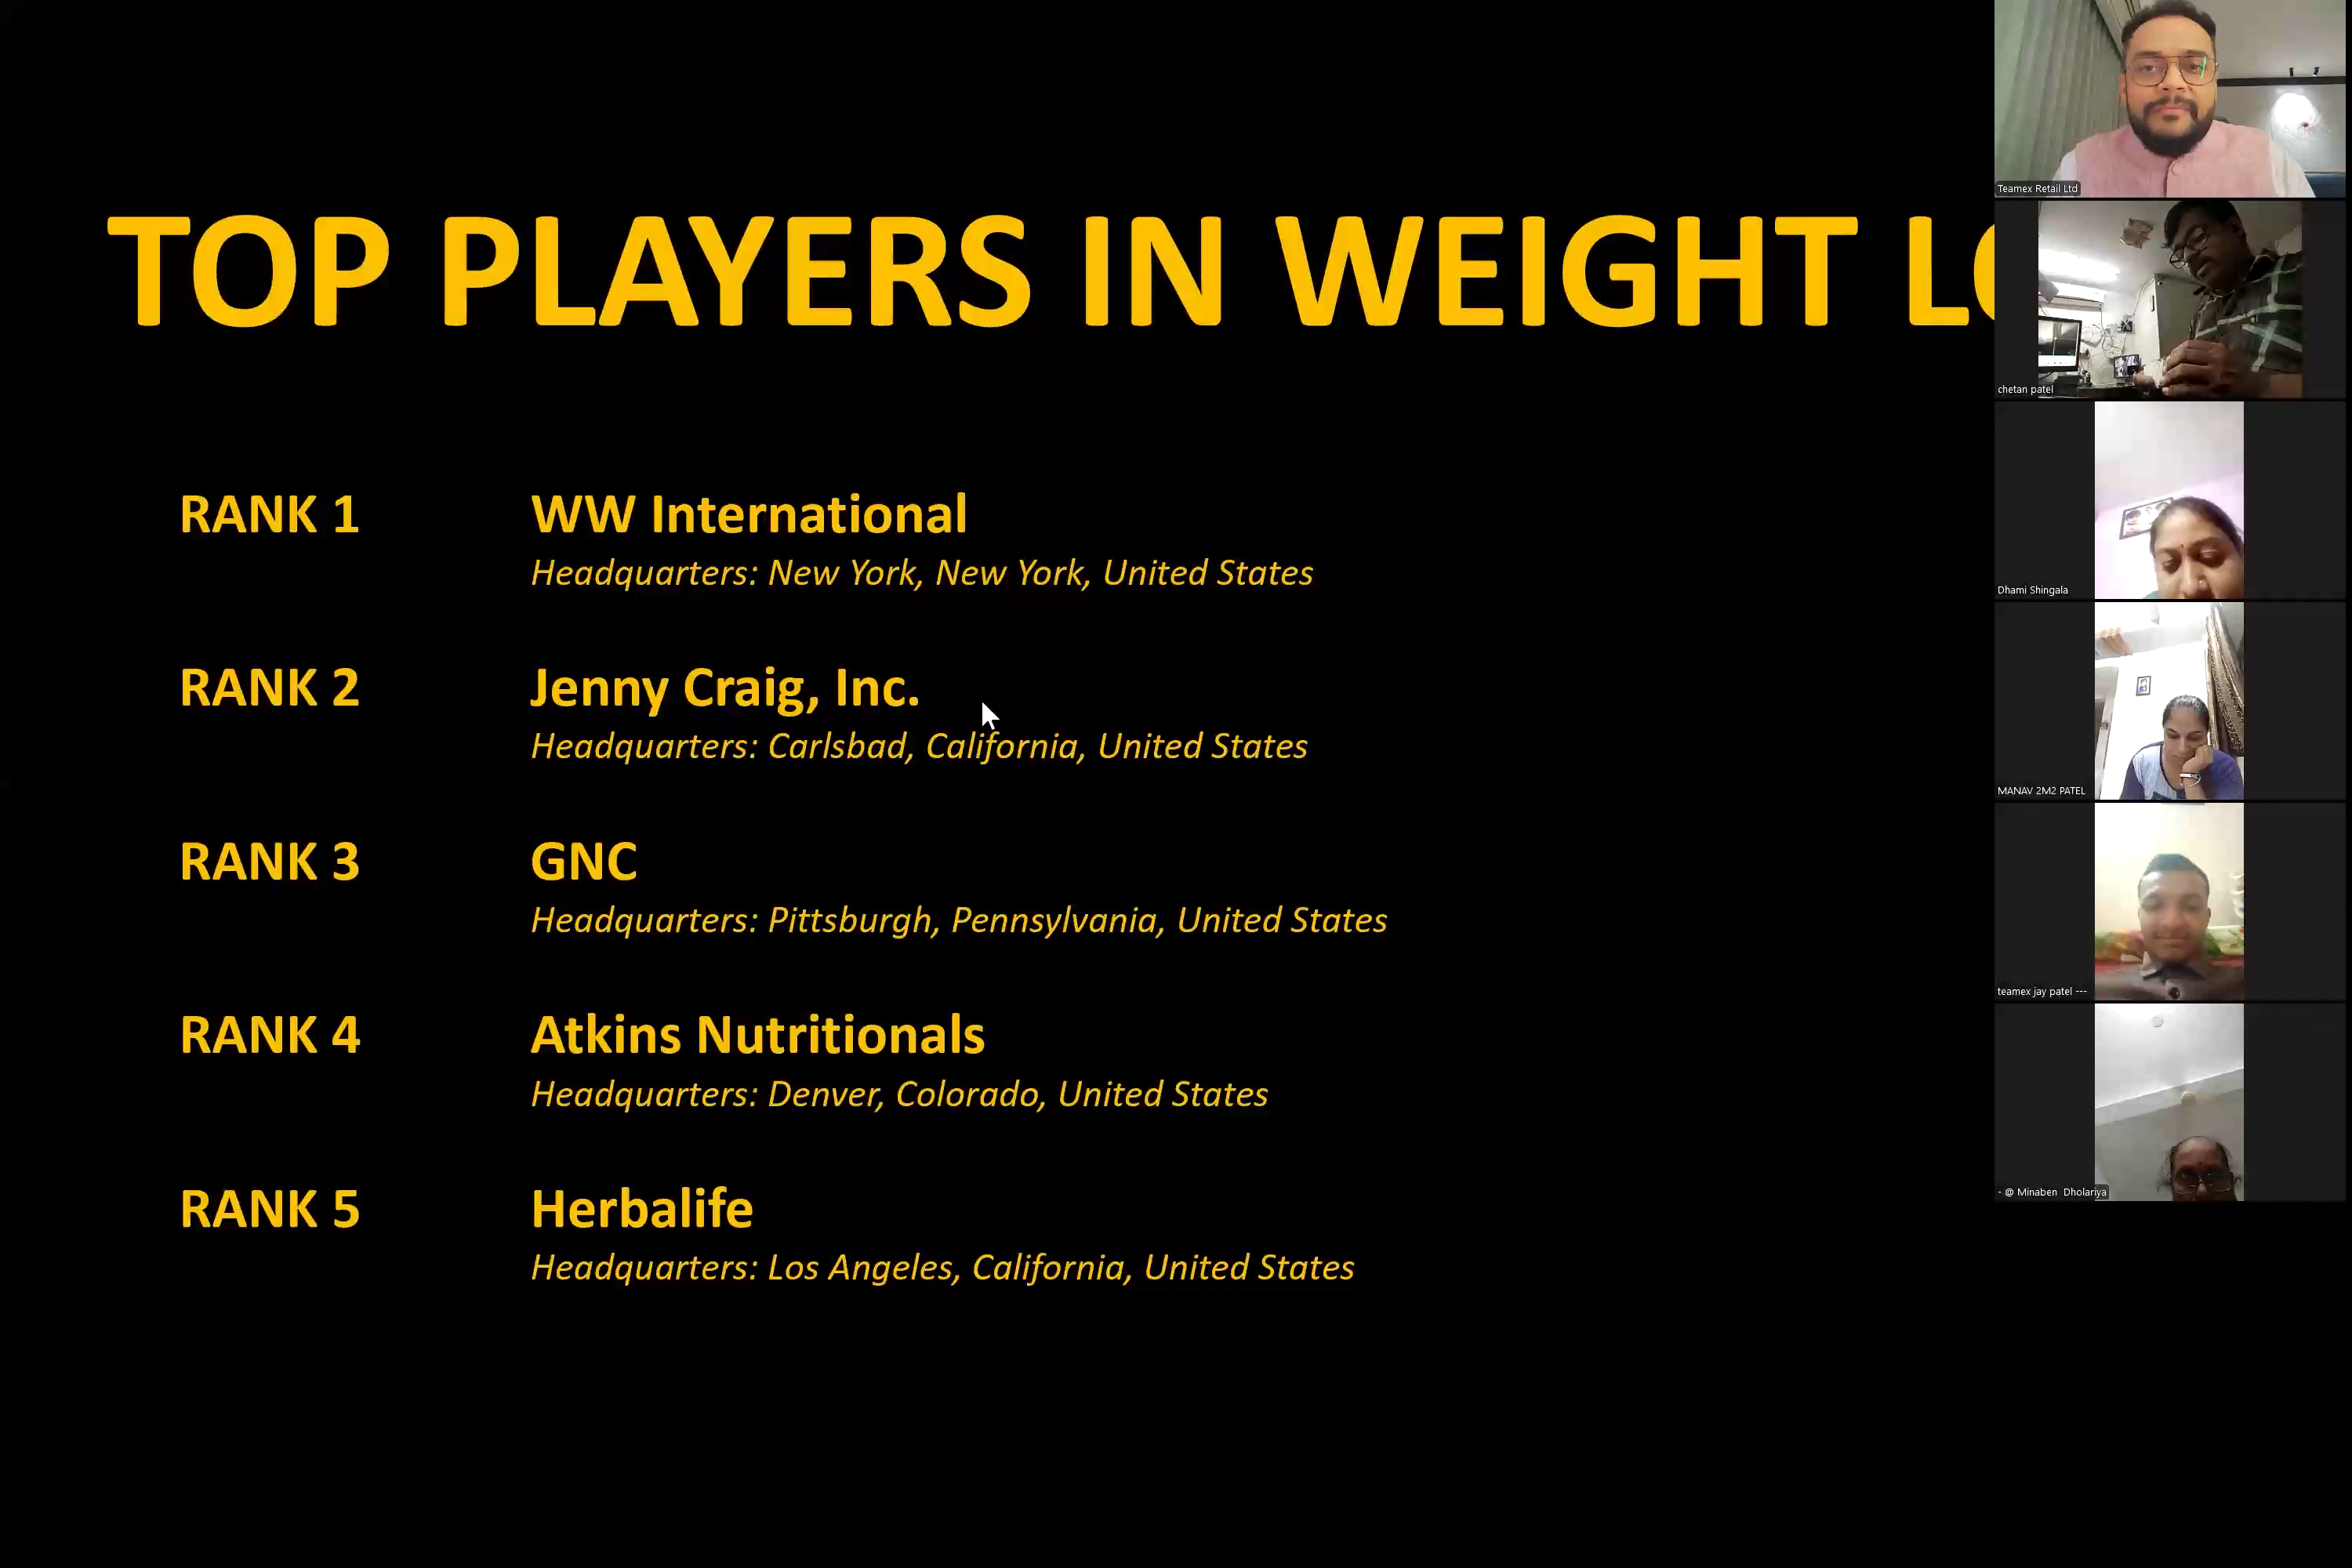 TOP PLAYERS IN WEIGHT
RANK 1
WW International
Headquarters: New York, New York, United States
RANK 2
Jenny Craig, Inc.
Headquarters: Carlsbad, California, United States
RANK 3
GNC
Headquarters: Pittsburgh, Pennsylvania, United States
RANK 4
Atkins Nutritionals
Headquarters: Denver, Colorado, United States
RANK 5
Herbalife
Headquarters: Los Angeles, California, United States
Teamex Retail Ltd
chetan patel
Dhami Shingala
MANAV 2M2 PATEL
teamex jay patel ---
- @ Minaben Dholariya